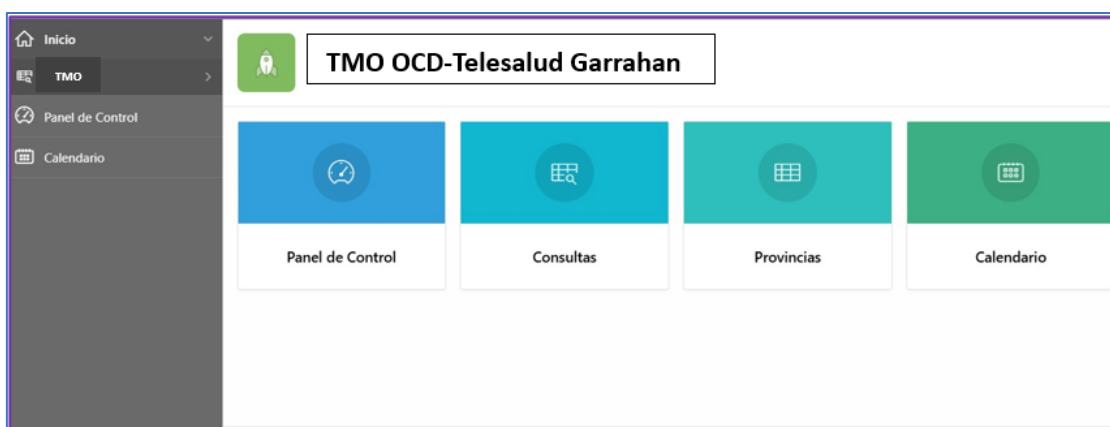 Inicio
TMO
Panel de Control
Calendario
TMO OCD-Telesalud Garrahan
Panel de Control
Consultas
Provincias
Calendario